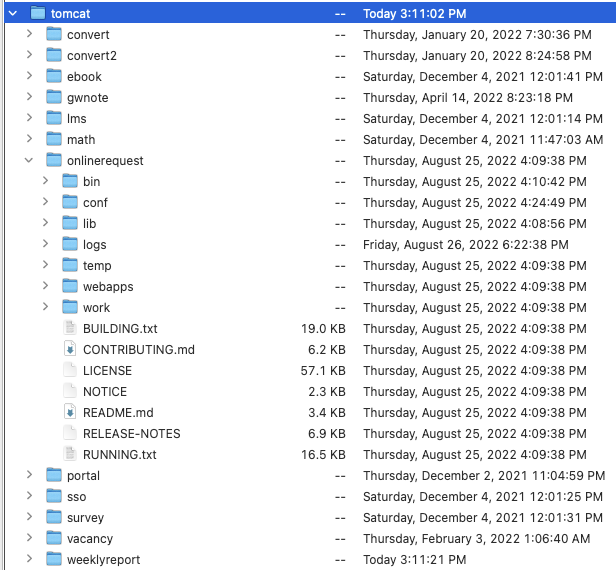 tomcat -- Today 3:11:02 PM
convert -- Thursday, January 20, 2022 7:30:36 PM
convert2 -- Thursday, January 20, 2022 8:24:58 PM
ebook -- Saturday, December 4, 2021 12:01:41 PM
gwnote -- Thursday, April 14, 2022 8:23:18 PM
lms -- Saturday, December 4, 2021 12:01:14 PM
math -- Saturday, December 4, 2021 11:47:03 AM
onlinerequest -- Thursday, August 25, 2022 4:09:38 PM
bin -- Thursday, August 25, 2022 4:10:42 PM
conf -- Thursday, August 25, 2022 4:24:49 PM
lib -- Thursday, August 25, 2022 4:08:56 PM
logs -- Friday, August 26, 2022 6:22:38 PM
temp -- Thursday, August 25, 2022 4:09:38 PM
webapps -- Thursday, August 25, 2022 4:09:38 PM
work -- Thursday, August 25, 2022 4:09:38 PM
BUILDING.txt 19.0 KB Thursday, August 25, 2022 4:09:38 PM
CONTRIBUTING.md 6.2 KB Thursday, August 25, 2022 4:09:38 PM
LICENSE 57.1 KB Thursday, August 25, 2022 4:09:38 PM
NOTICE 2.3 KB Thursday, August 25, 2022 4:09:38 PM
README.md 3.4 KB Thursday, August 25, 2022 4:09:38 PM
RELEASE-NOTES 6.9 KB Thursday, August 25, 2022 4:09:38 PM
RUNNING.txt 16.5 KB Thursday, August 25, 2022 4:09:38 PM
portal -- Thursday, December 2, 2021 11:04:59 PM
sso -- Saturday, December 4, 2021 12:01:25 PM
survey -- Saturday, December 4, 2021 12:01:31 PM
vacancy -- Thursday, February 3, 2022 1:06:40 AM
weeklyreport -- Today 3:11:21 PM